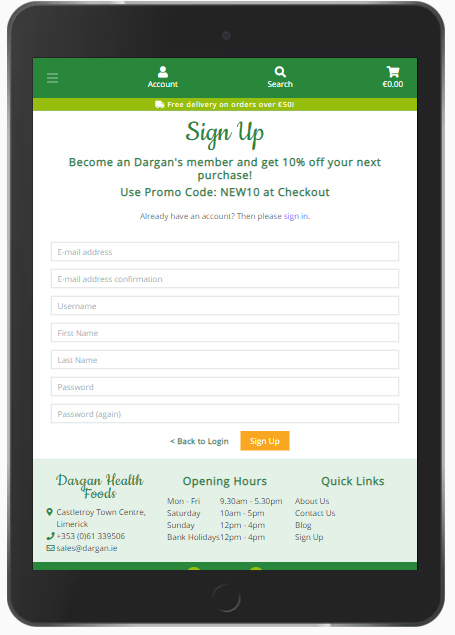 Account
Search
€0.00
Free delivery on orders over €50!
Sign Up
Become an Dargan's member and get 10% off your next
purchase!
Use Promo Code: NEW10 at Checkout
Already have an account? Then please sign in.
E-mail address
E-mail address confirmation
Username
First Name
Last Name
Password
Password (again)
< Back to Login
Sign Up
Dargan Health
Foods
Castletroy Town Centre,
Limerick
+353 (0)61 339506
sales@dargan.ie
Opening Hours
Mon - Fri 9.30am - 5.30pm
Saturday 10am - 5pm
Sunday 12pm - 4pm
Bank Holidays 12pm - 4pm
Quick Links
About Us
Contact Us
Blog
Sign Up